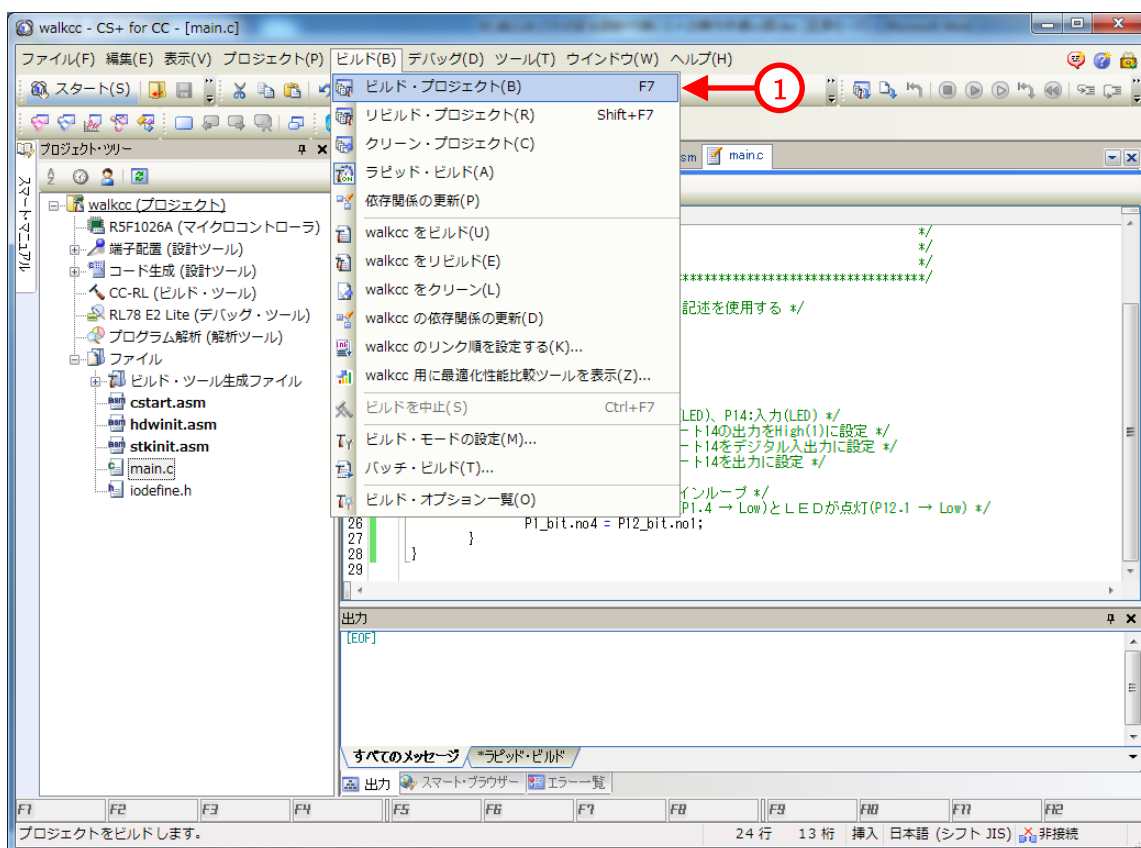 walkcc - CS+ for CC - [main.c]
ファイル(F) 編集(E) 表示(V) プロジェクト(P) ビルド(B) デバッグ(D) ツール(T) ウインドウ(W) ヘルプ(H)
スタート(S)
ビルド・プロジェクト(B) F7
1
リビルド・プロジェクト(R) Shift+F7
クリーン・プロジェクト(C)
ラピッド・ビルド(A)
依存関係の更新(P)
walkcc をビルド(U)
walkcc をリビルド(E)
walkcc をクリーン(L)
walkcc の依存関係の更新(D)
walkcc のリンク順を設定する(K)...
walkcc 用に最適化性能比較ツールを表示(Z)...
ビルドを中止(S) Ctrl+F7
ビルド・モードの設定(M)...
バッチ・ビルド(T)...
ビルド・オプション一覧(O)
スマート・マニュアル
プロジェクト・ツリー
walkcc (プロジェクト)
R5F1026A (マイクロコントローラ)
端子配置 (設計ツール)
コード生成 (設計ツール)
CC-RL (ビルド・ツール)
RL78 E2 Lite (デバッグ・ツール)
プログラム解析 (解析ツール)
ファイル
ビルド・ツール生成ファイル
cstart.asm
hdwinit.asm
stkinit.asm
main.c
iodefine.h
sm main.c
*/
*/
*/
***********************************/
記述を使用する */
(LED)、P14:入力(LED) */
ート14の出力をHigh(1)に設定 */
ート14をデジタル入出力に設定 */
ート14を出力に設定 */
インループ */
(P1.4 → Low)とＬＥＤが点灯(P12.1 → Low) */
26 P1_bit.no4 = P12_bit.no1;
27 }
28 }
29
出力
[EOF]
すべてのメッセージ *ラピッド・ビルド
出力 スマート・ブラウザー エラー一覧
F1 F2 F3 F4 F5 F6 F7 F8 F9 F10 F11 F12
プロジェクトをビルドします。 24 行 13 桁 挿入 日本語 (シフト JIS) 非接続